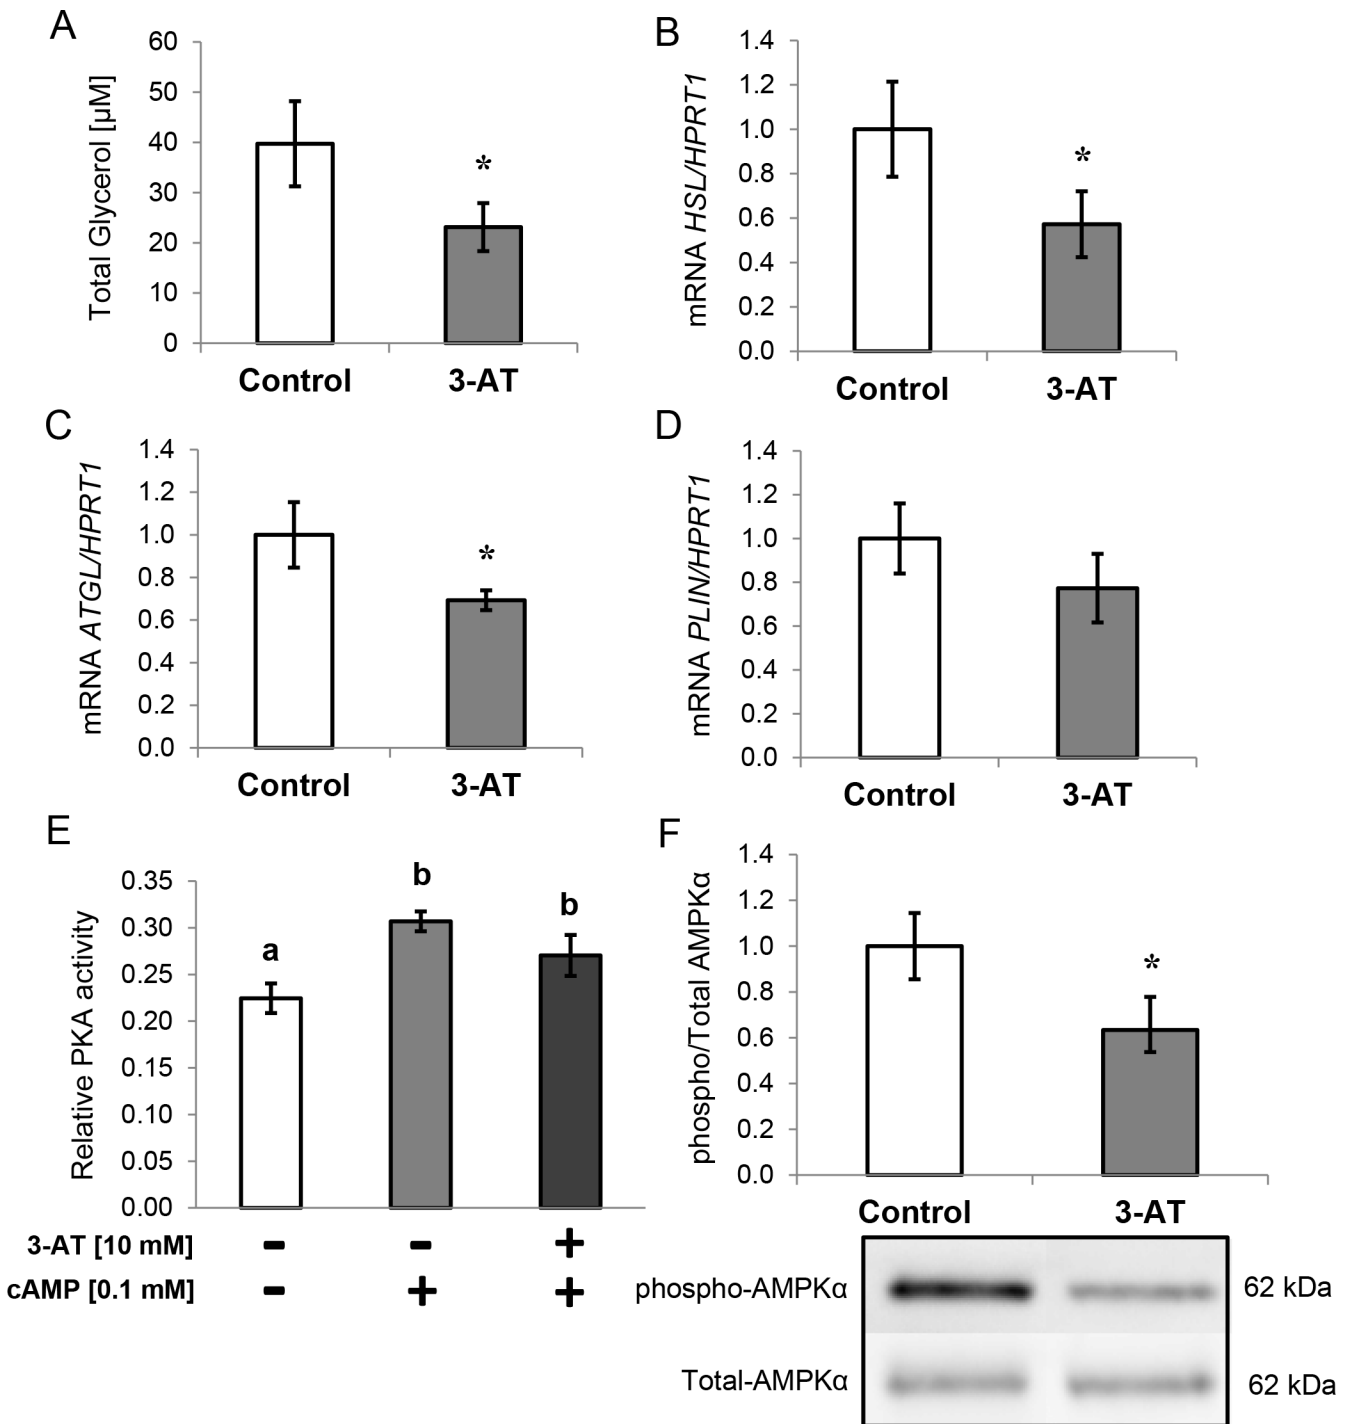 A
Total Glycerol [µM]
60
50
40
30
20
10
0
*
Control
3-AT
B
mRNA HSL/HPRT1
1.4
1.2
1.0
0.8
0.6
0.4
0.2
0.0
*
Control
3-AT
C
mRNA ATGL/HPRT1
1.4
1.2
1.0
0.8
0.6
0.4
0.2
0.0
*
Control
3-AT
D
mRNA PLIN/HPRT1
1.4
1.2
1.0
0.8
0.6
0.4
0.2
0.0
Control
3-AT
E
Relative PKA activity
0.35
0.30
0.25
0.20
0.15
0.10
0.05
0.00
a
b
b
3-AT [10 mM] - - +
cAMP [0.1 mM] - + +
F
phospho/Total AMPKα
1.4
1.2
1.0
0.8
0.6
0.4
0.2
0.0
*
Control
3-AT
phospho-AMPKα 62 kDa
Total-AMPKα 62 kDa